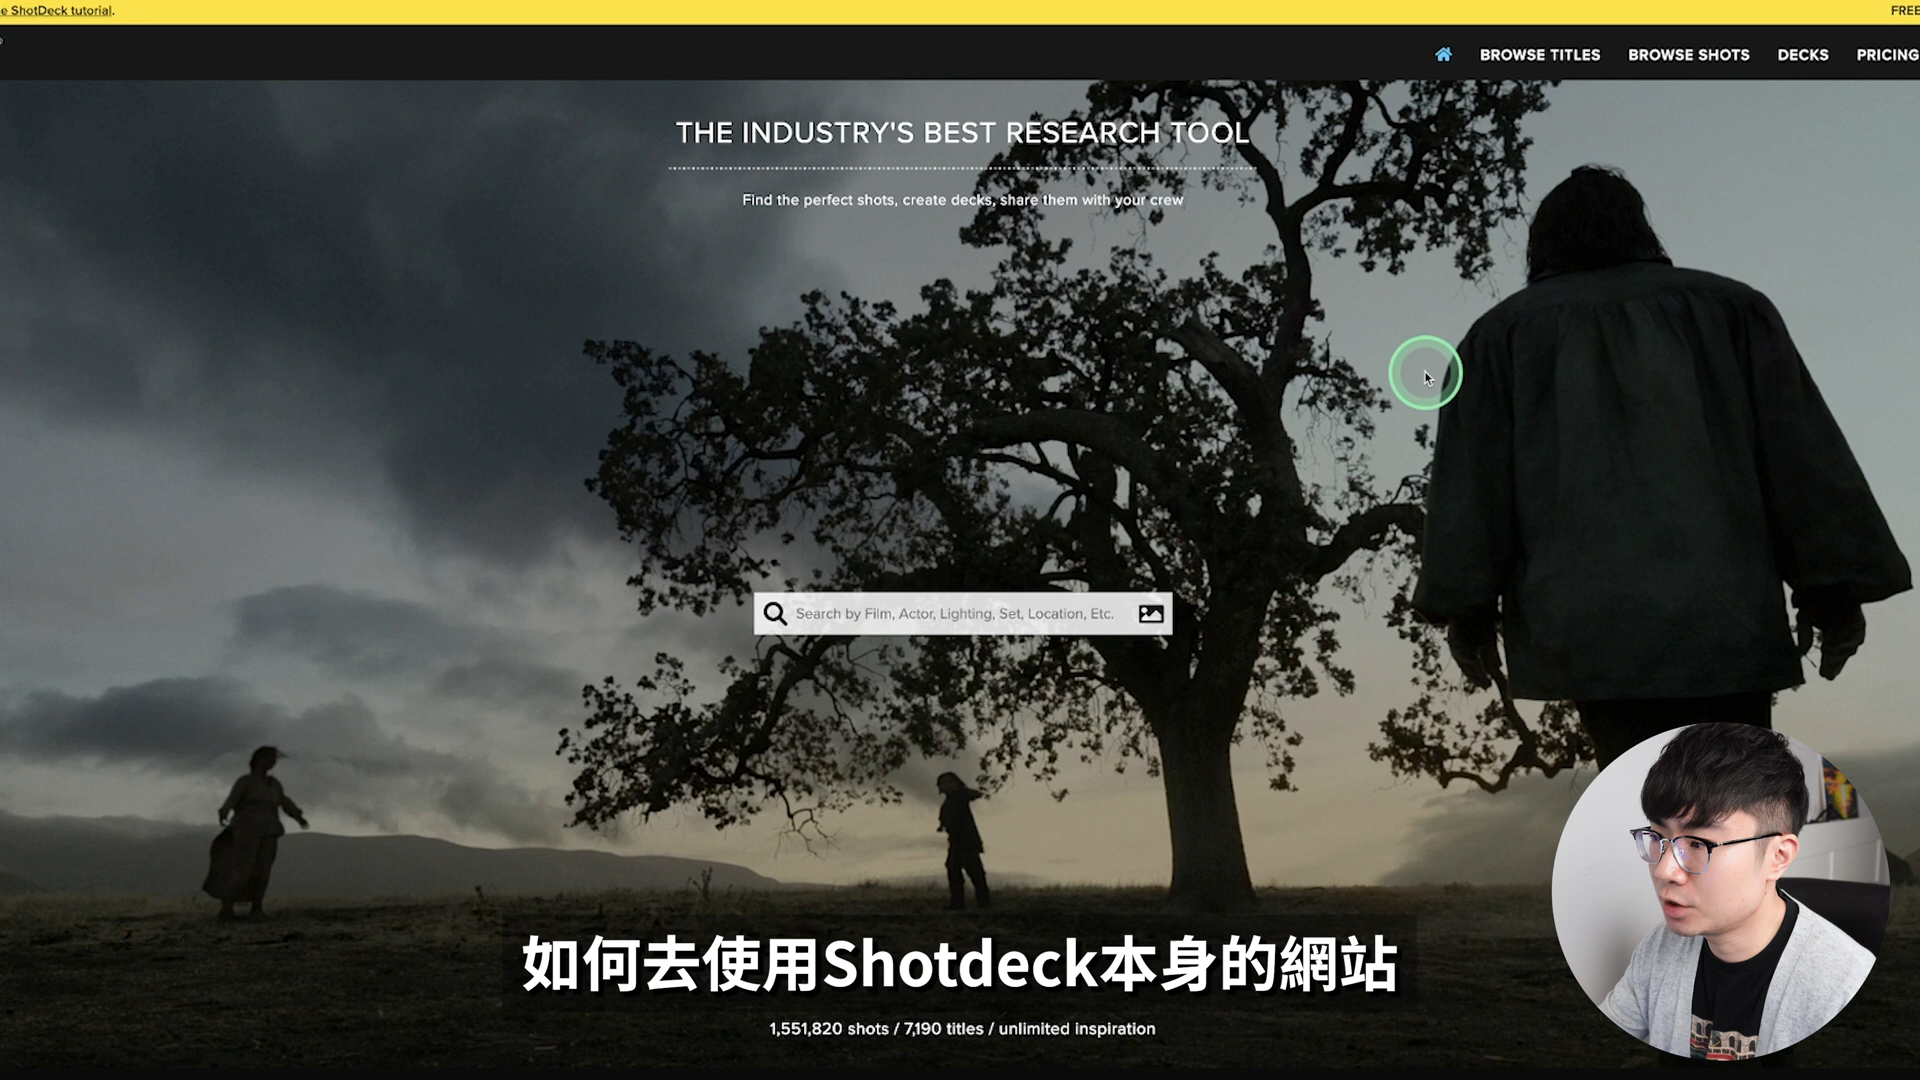 e ShotDeck tutorial.
FREE
BROWSE TITLES
BROWSE SHOTS
DECKS
PRICING
THE INDUSTRY'S BEST RESEARCH TOOL
Find the perfect shots, create decks, share them with your crew
Search by Film, Actor, Lighting, Set, Location, Etc.
如何去使用Shotdeck本身的網站
1,551,820 shots / 7,190 titles / unlimited inspiration